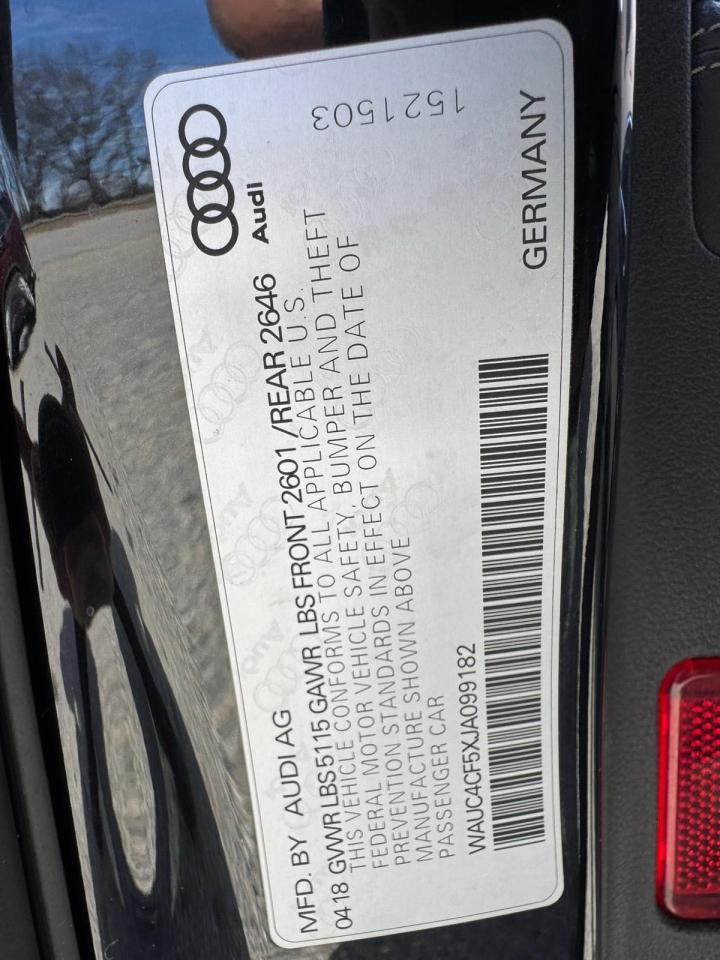 MFD. BY AUDI AG
0418 GVWR LBS 5115 GAWR LBS FRONT 2601 /REAR 2646
THIS VEHICLE CONFORMS TO ALL APPLICABLE U.S.
FEDERAL MOTOR VEHICLE SAFETY, BUMPER AND THEFT
PREVENTION STANDARDS IN EFFECT ON THE DATE OF
MANUFACTURE SHOWN ABOVE
PASSENGER CAR
WAUC4CF5XJA099182
Audi
1521503
GERMANY